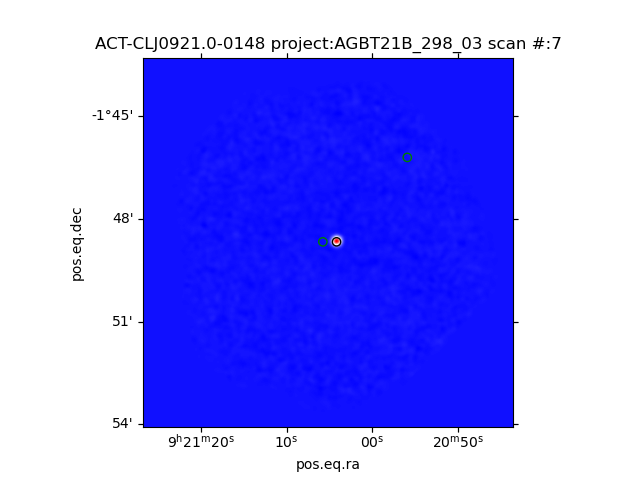 ACT-CLJ0921.0-0148 project:AGBT21B_298_03 scan #:7
-1°45'
48'
51'
54'
pos.eq.dec
9ʰ21ᵐ20ˢ 10ˢ 00ˢ 20ᵐ50ˢ
pos.eq.ra